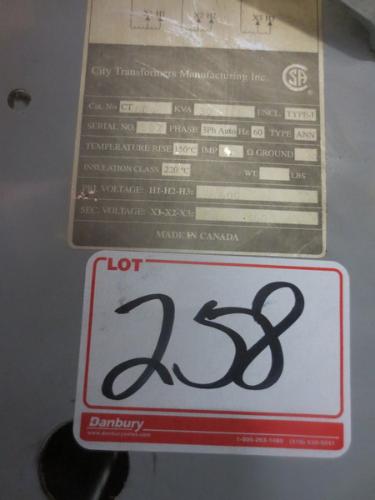 City Transformers Manufacturing Inc.
CSA
Cat. No CT KVA ENCL TYPE-1
SERIAL NO. PHASE 3Ph Auto Hz 60 TYPE ANN
TEMPERATURE RISE 150°C IMP Ω GROUND
INSULATION CLASS 220 °C WT. LBS
PRI. VOLTAGE: H1-H2-H3:
SEC. VOLTAGE: X1-X2-X3:
MADE IN CANADA
LOT
258
Danbury